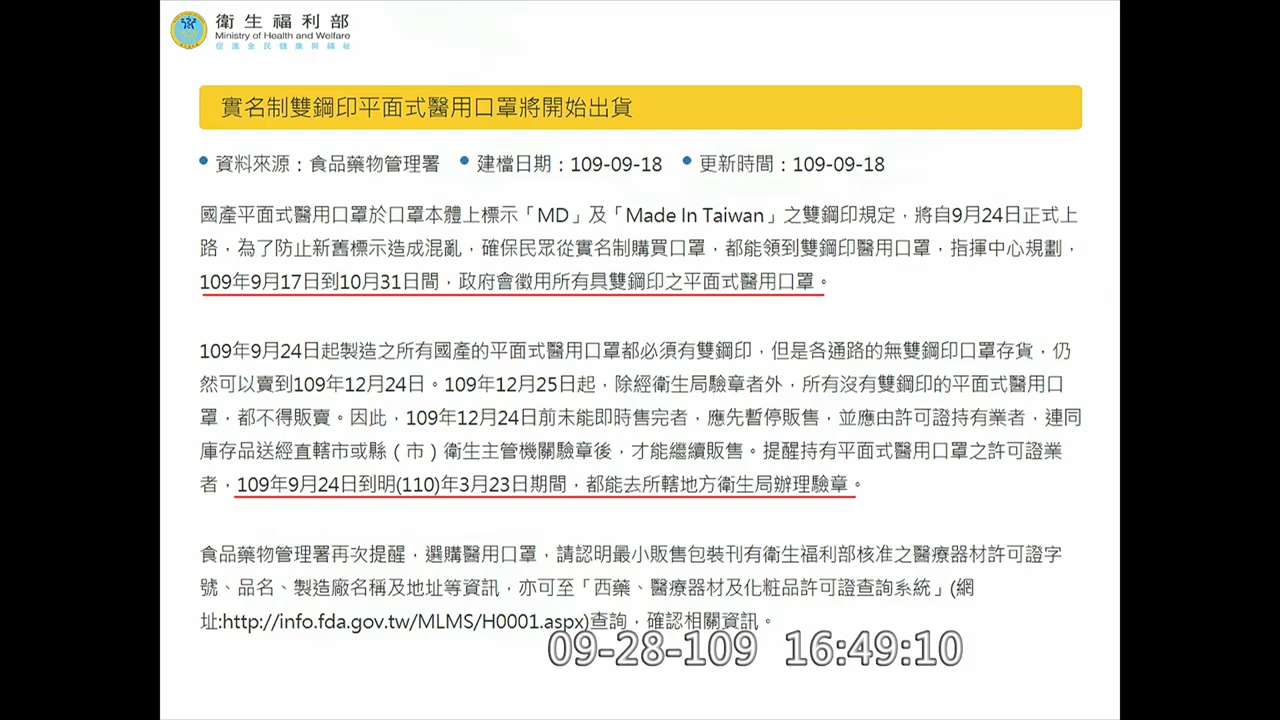 衛生福利部
Ministry of Health and Welfare
促進全民健康與福祉
實名制雙鋼印平面式醫用口罩將開始出貨
• 資料來源：食品藥物管理署 • 建檔日期：109-09-18 • 更新時間：109-09-18
國產平面式醫用口罩於口罩本體上標示「MD」及「Made In Taiwan」之雙鋼印規定，將自9月24日正式上
路，為了防止新舊標示造成混亂，確保民眾從實名制購買口罩，都能領到雙鋼印醫用口罩，指揮中心規劃，
109年9月17日到10月31日間，政府會徵用所有具雙鋼印之平面式醫用口罩。
109年9月24日起製造之所有國產的平面式醫用口罩都必須有雙鋼印，但是各通路的無雙鋼印口罩存貨，仍
然可以賣到109年12月24日。109年12月25日起，除經衛生局驗章者外，所有沒有雙鋼印的平面式醫用口
罩，都不得販賣。因此，109年12月24日前未能即時售完者，應先暫停販售，並應由許可證持有業者，連同
庫存品送經直轄市或縣（市）衛生主管機關驗章後，才能繼續販售。提醒持有平面式醫用口罩之許可證業
者，109年9月24日到明(110)年3月23日期間，都能去所轄地方衛生局辦理驗章。
食品藥物管理署再次提醒，選購醫用口罩，請認明最小販售包裝刊有衛生福利部核准之醫療器材許可證字
號、品名、製造廠名稱及地址等資訊，亦可至「西藥、醫療器材及化粧品許可證查詢系統」(網
址:http://info.fda.gov.tw/MLMS/H0001.aspx)查詢，確認相關資訊。
09-28-109 16:49:10